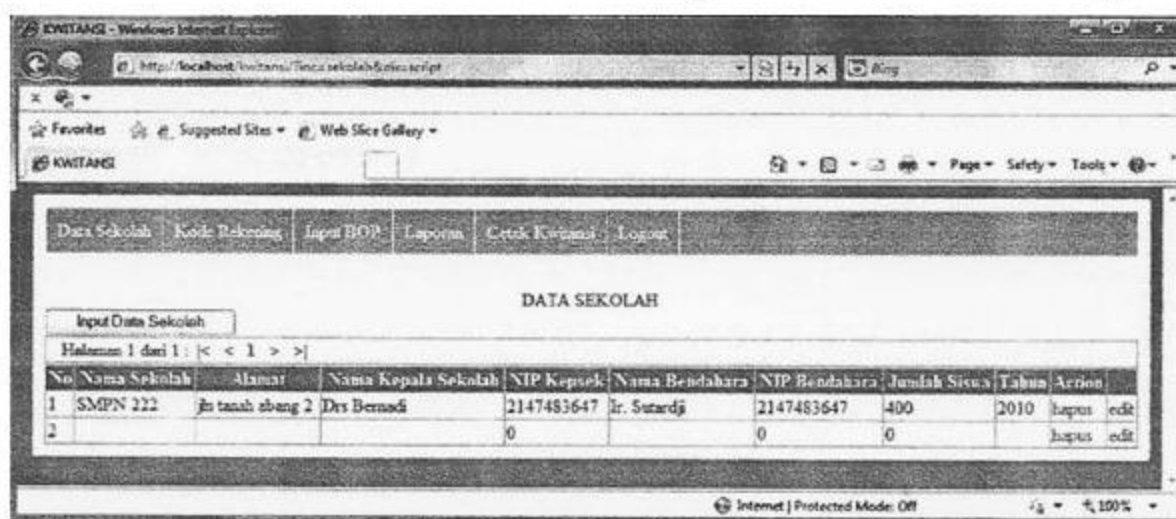 KWITANSI - Windows Internet Explorer
http://localhost/kwitansi/ Bing
Favorites Suggested Sites Web Slice Gallery
KWITANSI Page Safety Tools
Data Sekolah Kode Rekening Input BOP Laporan Cetak Kwitansi Logout
DATA SEKOLAH
Input Data Sekolah
Halaman 1 dari 1 : |< < 1 > >|
No Nama Sekolah Alamat Nama Kepala Sekolah NIP Kepsek Nama Bendahara NIP Bendahara Jumlah Siswa Tahun Action
1 SMPN 222 jln tanah abang 2 Drs Bernadi 2147483647 Ir. Sutardji 2147483647 400 2010 hapus edit
2 0 0 0 hapus edit
Internet | Protected Mode: Off 100%